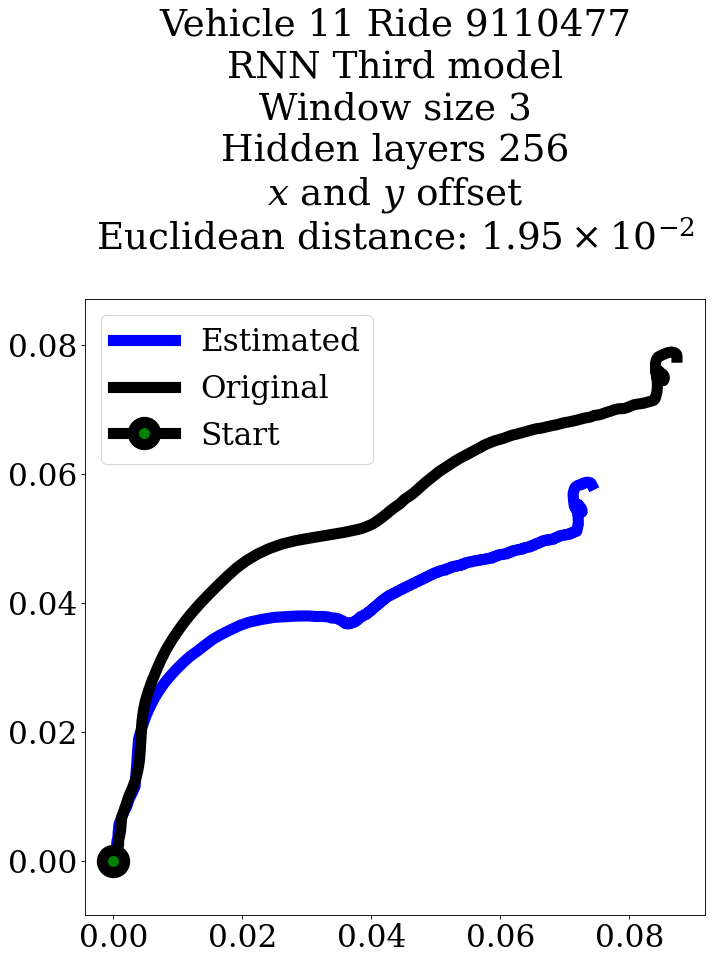 Vehicle 11 Ride 9110477
RNN Third model
Window size 3
Hidden layers 256
x and y offset
Euclidean distance: 1.95 × 10⁻²
Estimated
Original
Start
0.08
0.06
0.04
0.02
0.00
0.00 0.02 0.04 0.06 0.08